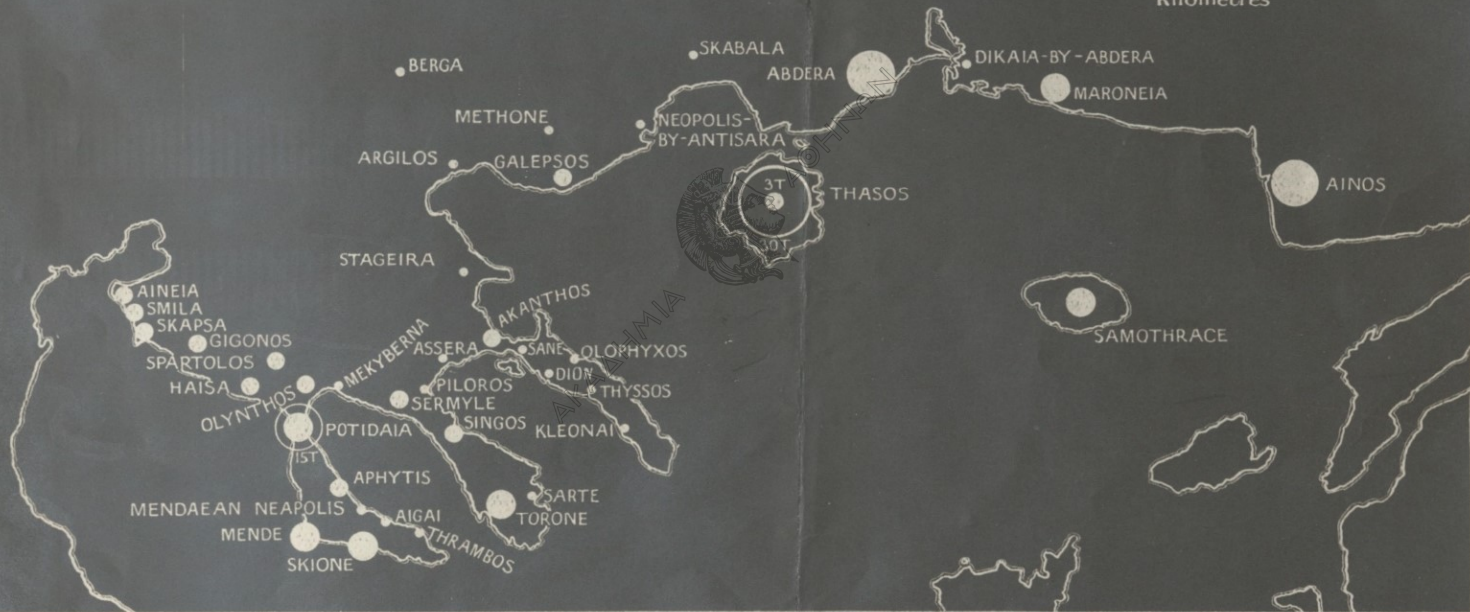 Kilometres
SKABALA
BERGA
ABDERA
DIKAIA-BY-ABDERA
MARONEIA
METHONE
NEOPOLIS-
BY-ANTISARA
ARGILOS
GALEPSOS
3T
THASOS
30T
AINOS
STAGEIRA
AINEIA
SMILA
SKAPSA
GIGONOS
SPARTOLOS
HAISA
OLYNTHOS
MEKYBERNA
AKANTHOS
ASSERA
SANE
OLOPHYXOS
DION
THYSSOS
PILOROS
SERMYLE
SINGOS
KLEONAI
SAMOTHRACE
POTIDAIA
15T
APHYTIS
MENDAEAN NEAPOLIS
AIGAI
SARTE
TORONE
MENDE
THRAMBOS
SKIONE
ΑΚΑΔΗΜΙΑ
ΑΘΗΝΩΝ